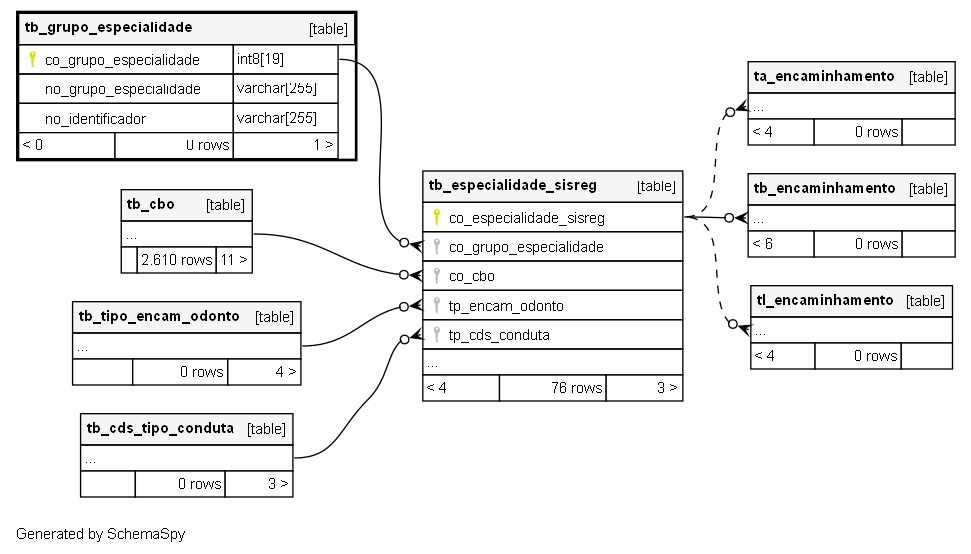 tb_grupo_especialidade [table]
co_grupo_especialidade int8[19]
no_grupo_especialidade varchar[255]
no_identificador varchar[255]
< 0 0 rows 1 >
tb_cbo [table]
...
2.610 rows 11 >
tb_tipo_encam_odonto [table]
...
0 rows 4 >
tb_cds_tipo_conduta [table]
...
0 rows 3 >
tb_especialidade_sisreg [table]
co_especialidade_sisreg
co_grupo_especialidade
co_cbo
tp_encam_odonto
tp_cds_conduta
...
< 4 76 rows 3 >
ta_encaminhamento [table]
...
< 4 0 rows
tb_encaminhamento [table]
...
< 6 0 rows
tl_encaminhamento [table]
...
< 4 0 rows
Generated by SchemaSpy